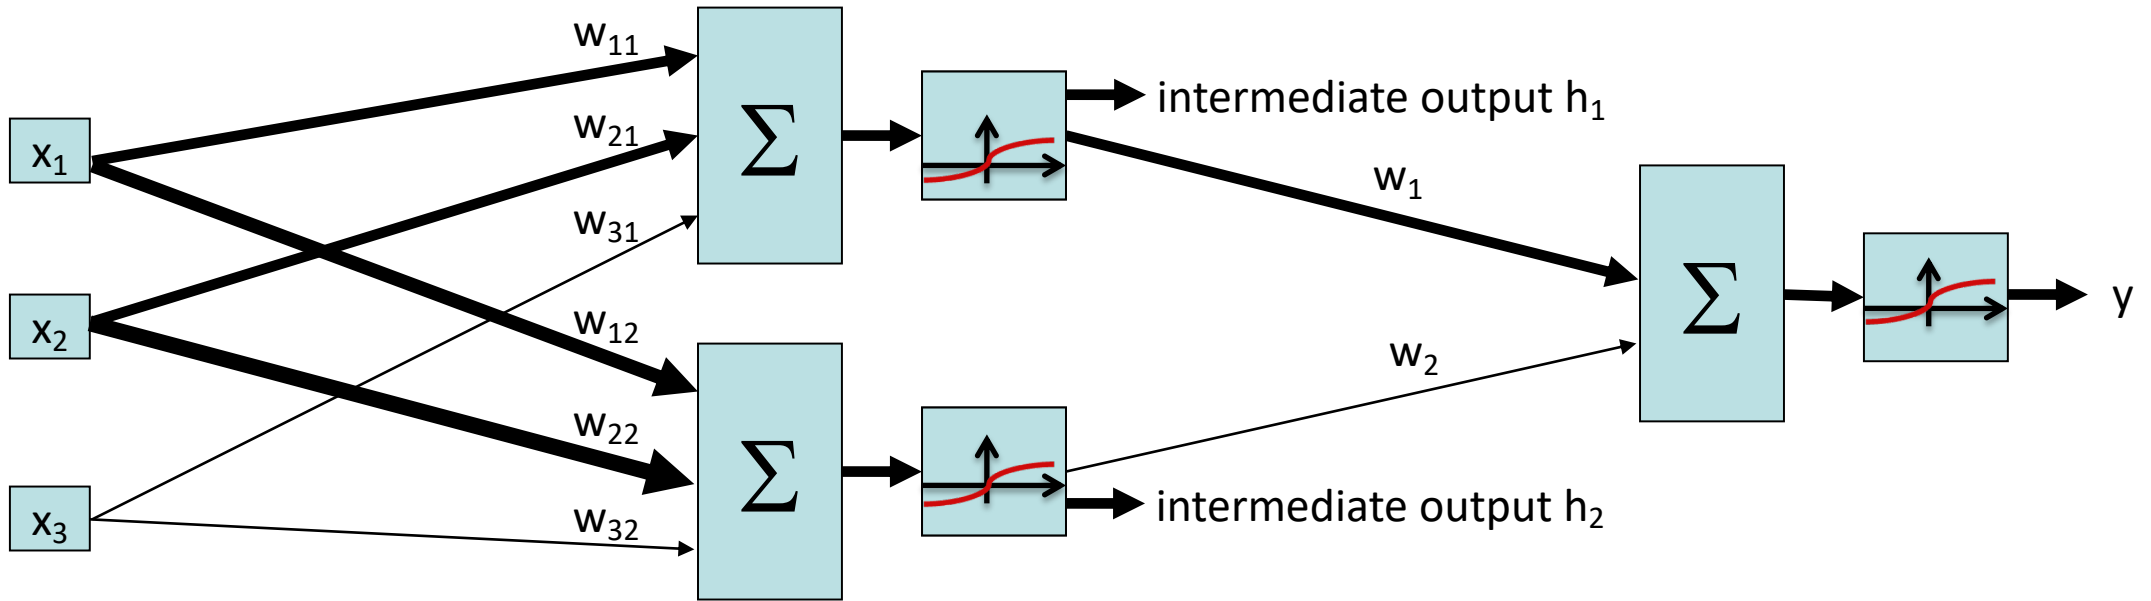 x₁
x₂
x₃
w₁₁
w₂₁
w₃₁
w₁₂
w₂₂
w₃₂
Σ
Σ
intermediate output h₁
intermediate output h₂
w₁
w₂
Σ
y